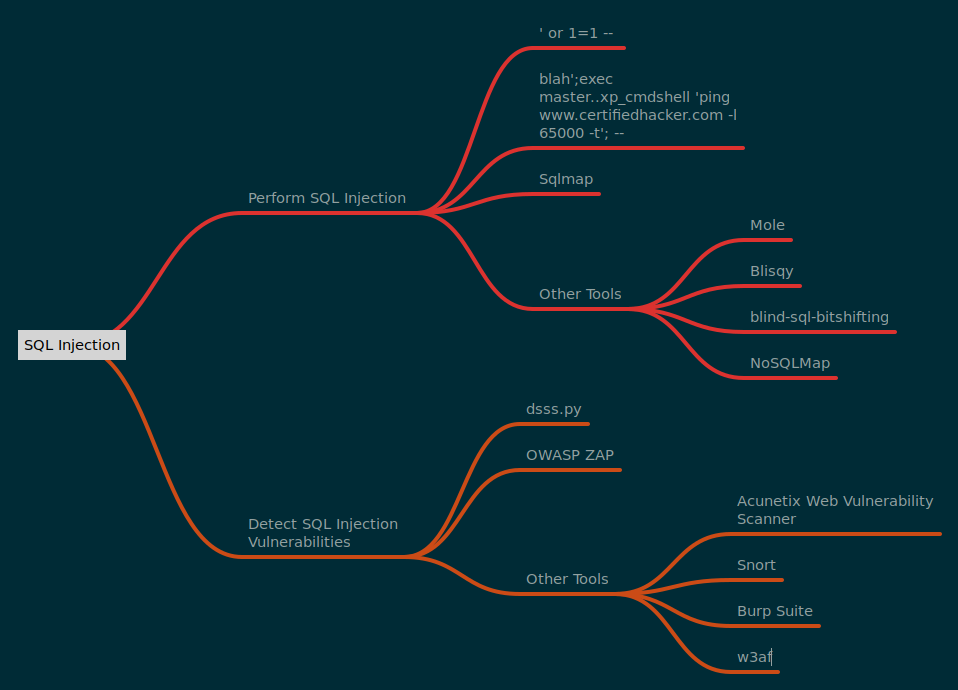 SQL Injection
Perform SQL Injection
' or 1=1 --
blah';exec
master..xp_cmdshell 'ping
www.certifiedhacker.com -l
65000 -t'; --
Sqlmap
Other Tools
Mole
Blisqy
blind-sql-bitshifting
NoSQLMap
Detect SQL Injection
Vulnerabilities
dsss.py
OWASP ZAP
Other Tools
Acunetix Web Vulnerability
Scanner
Snort
Burp Suite
w3af